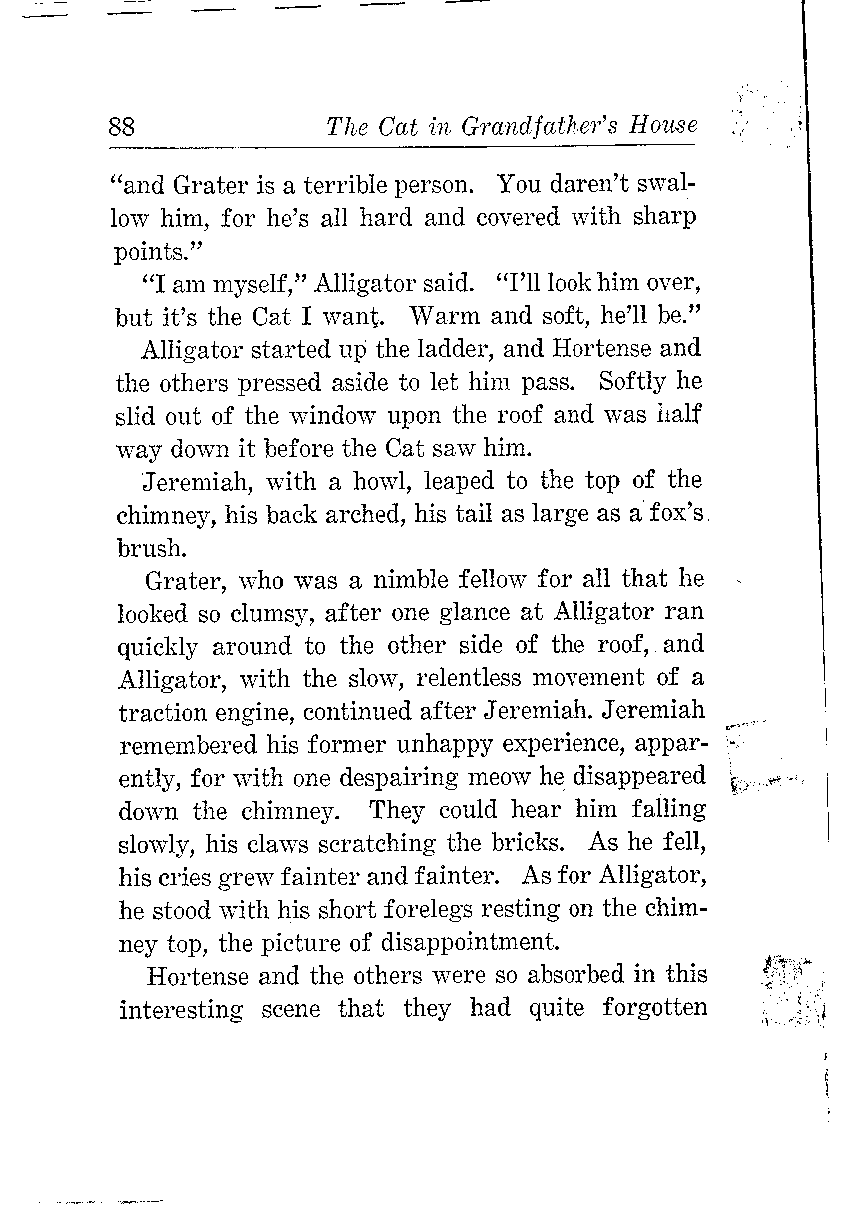 88 The Cat in Grandfather's House
"and Grater is a terrible person. You daren't swal-
low him, for he's all hard and covered with sharp
points."
"I am myself," Alligator said. "I'll look him over,
but it's the Cat I want. Warm and soft, he'll be."
Alligator started up the ladder, and Hortense and
the others pressed aside to let him pass. Softly he
slid out of the window upon the roof and was half
way down it before the Cat saw him.
Jeremiah, with a howl, leaped to the top of the
chimney, his back arched, his tail as large as a fox's
brush.
Grater, who was a nimble fellow for all that he
looked so clumsy, after one glance at Alligator ran
quickly around to the other side of the roof, and
Alligator, with the slow, relentless movement of a
traction engine, continued after Jeremiah. Jeremiah
remembered his former unhappy experience, appar-
ently, for with one despairing meow he disappeared
down the chimney. They could hear him falling
slowly, his claws scratching the bricks. As he fell,
his cries grew fainter and fainter. As for Alligator,
he stood with his short forelegs resting on the chim-
ney top, the picture of disappointment.
Hortense and the others were so absorbed in this
interesting scene that they had quite forgotten